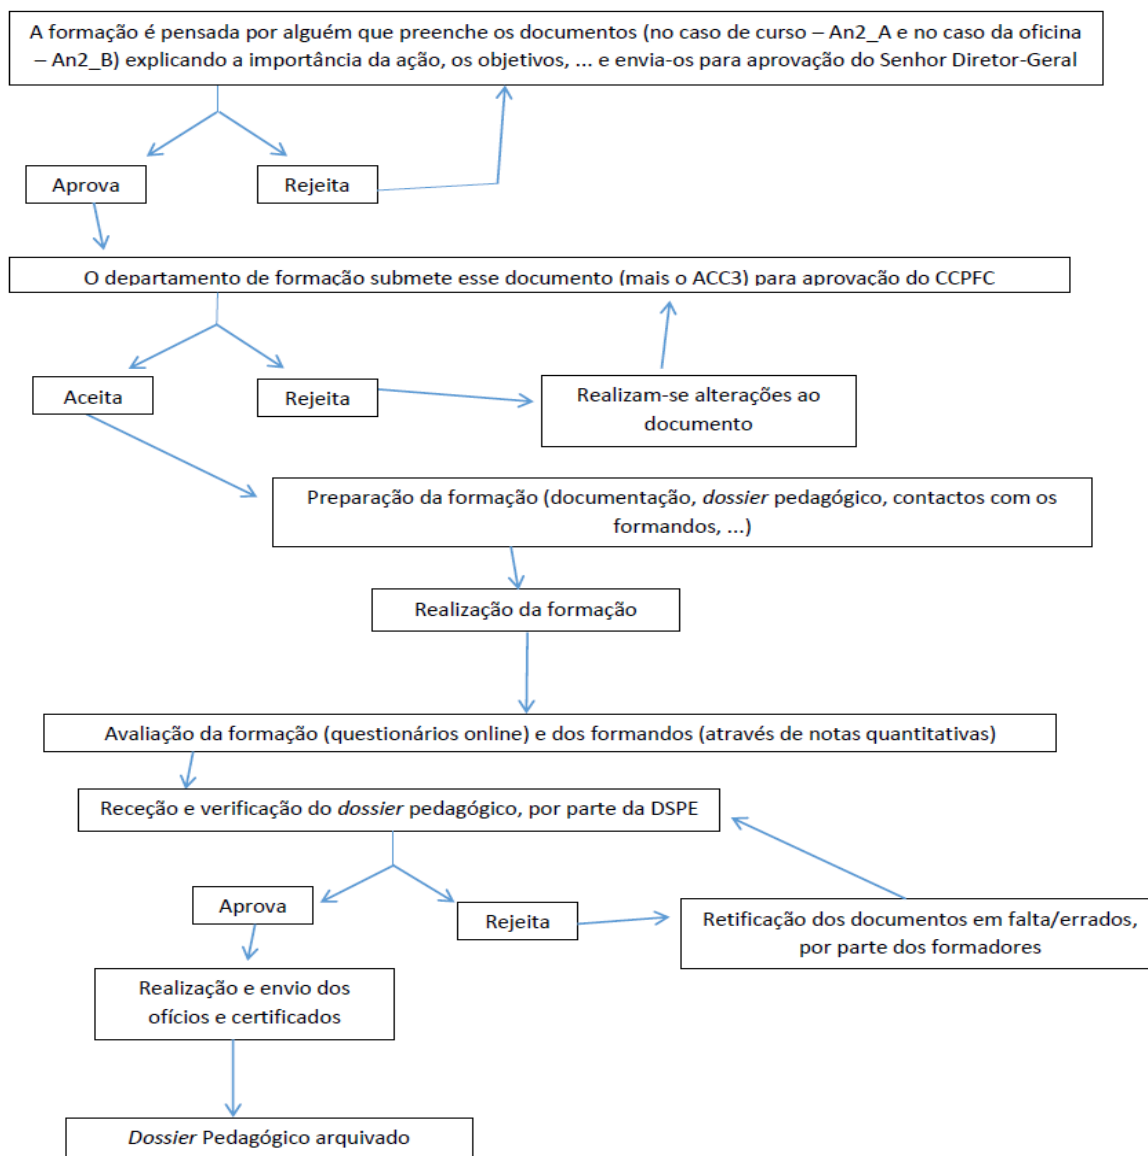 A formação é pensada por alguém que preenche os documentos (no caso de curso – An2_A e no caso da oficina
– An2_B) explicando a importância da ação, os objetivos, ... e envia-os para aprovação do Senhor Diretor-Geral
Aprova
Rejeita
O departamento de formação submete esse documento (mais o ACC3) para aprovação do CCPFC
Aceita
Rejeita
Realizam-se alterações ao
documento
Preparação da formação (documentação, dossier pedagógico, contactos com os
formandos, ...)
Realização da formação
Avaliação da formação (questionários online) e dos formandos (através de notas quantitativas)
Receção e verificação do dossier pedagógico, por parte da DSPE
Aprova
Rejeita
Retificação dos documentos em falta/errados,
por parte dos formadores
Realização e envio dos
ofícios e certificados
Dossier Pedagógico arquivado